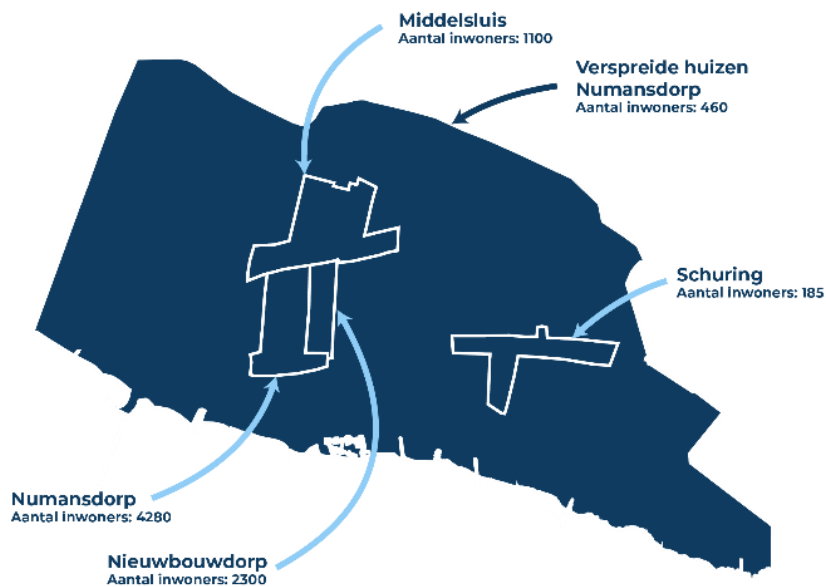 Middelsluis
Aantal inwoners: 1100
Verspreide huizen
Numansdorp
Aantal inwoners: 460
Schuring
Aantal inwoners: 185
Numansdorp
Aantal inwoners: 4280
Nieuwbouwdorp
Aantal inwoners: 2300